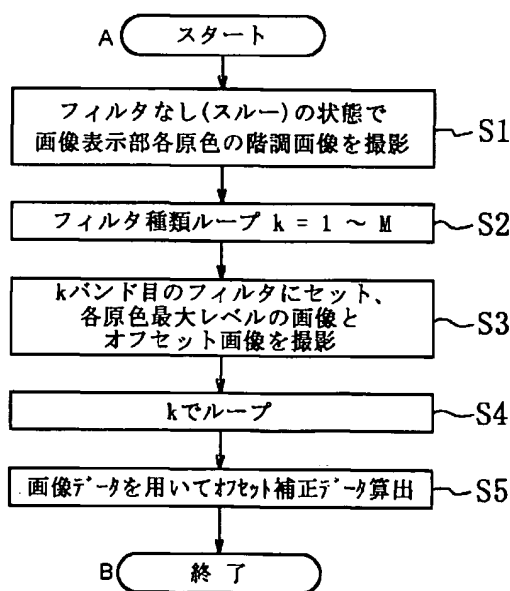 A スタート
フィルタなし(スルー)の状態で
画像表示部各原色の階調画像を撮影
S1
フィルタ種類ループ k = 1 ～ M
S2
kバンド目のフィルタにセット、
各原色最大レベルの画像と
オフセット画像を撮影
S3
kでループ
S4
画像ﾃﾞｰﾀを用いてｵﾌｾｯﾄ補正ﾃﾞｰﾀ算出
S5
B 終 了